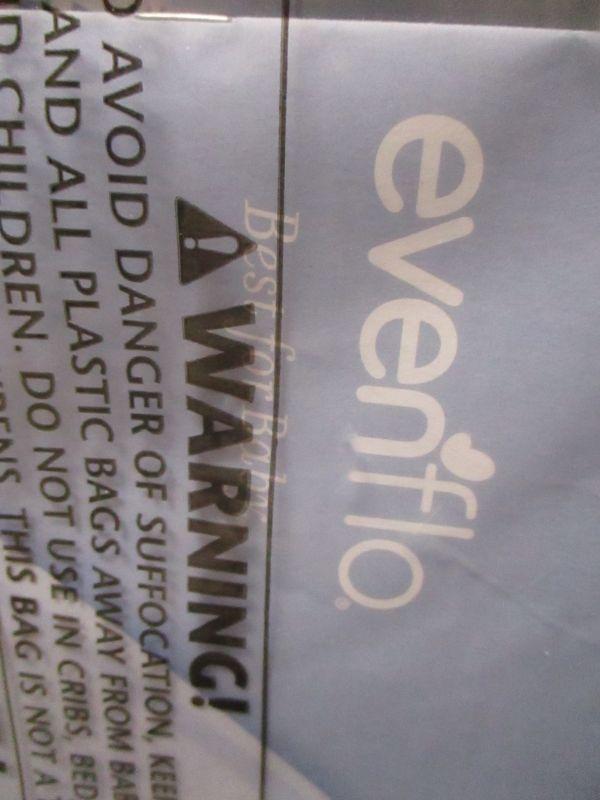 evenflo®
Best for Baby
WARNING!
AVOID DANGER OF SUFFOCATION,
AND ALL PLASTIC BAGS AWAY FROM
CHILDREN. DO NOT USE IN CRIBS,
THIS BAG IS NOT A